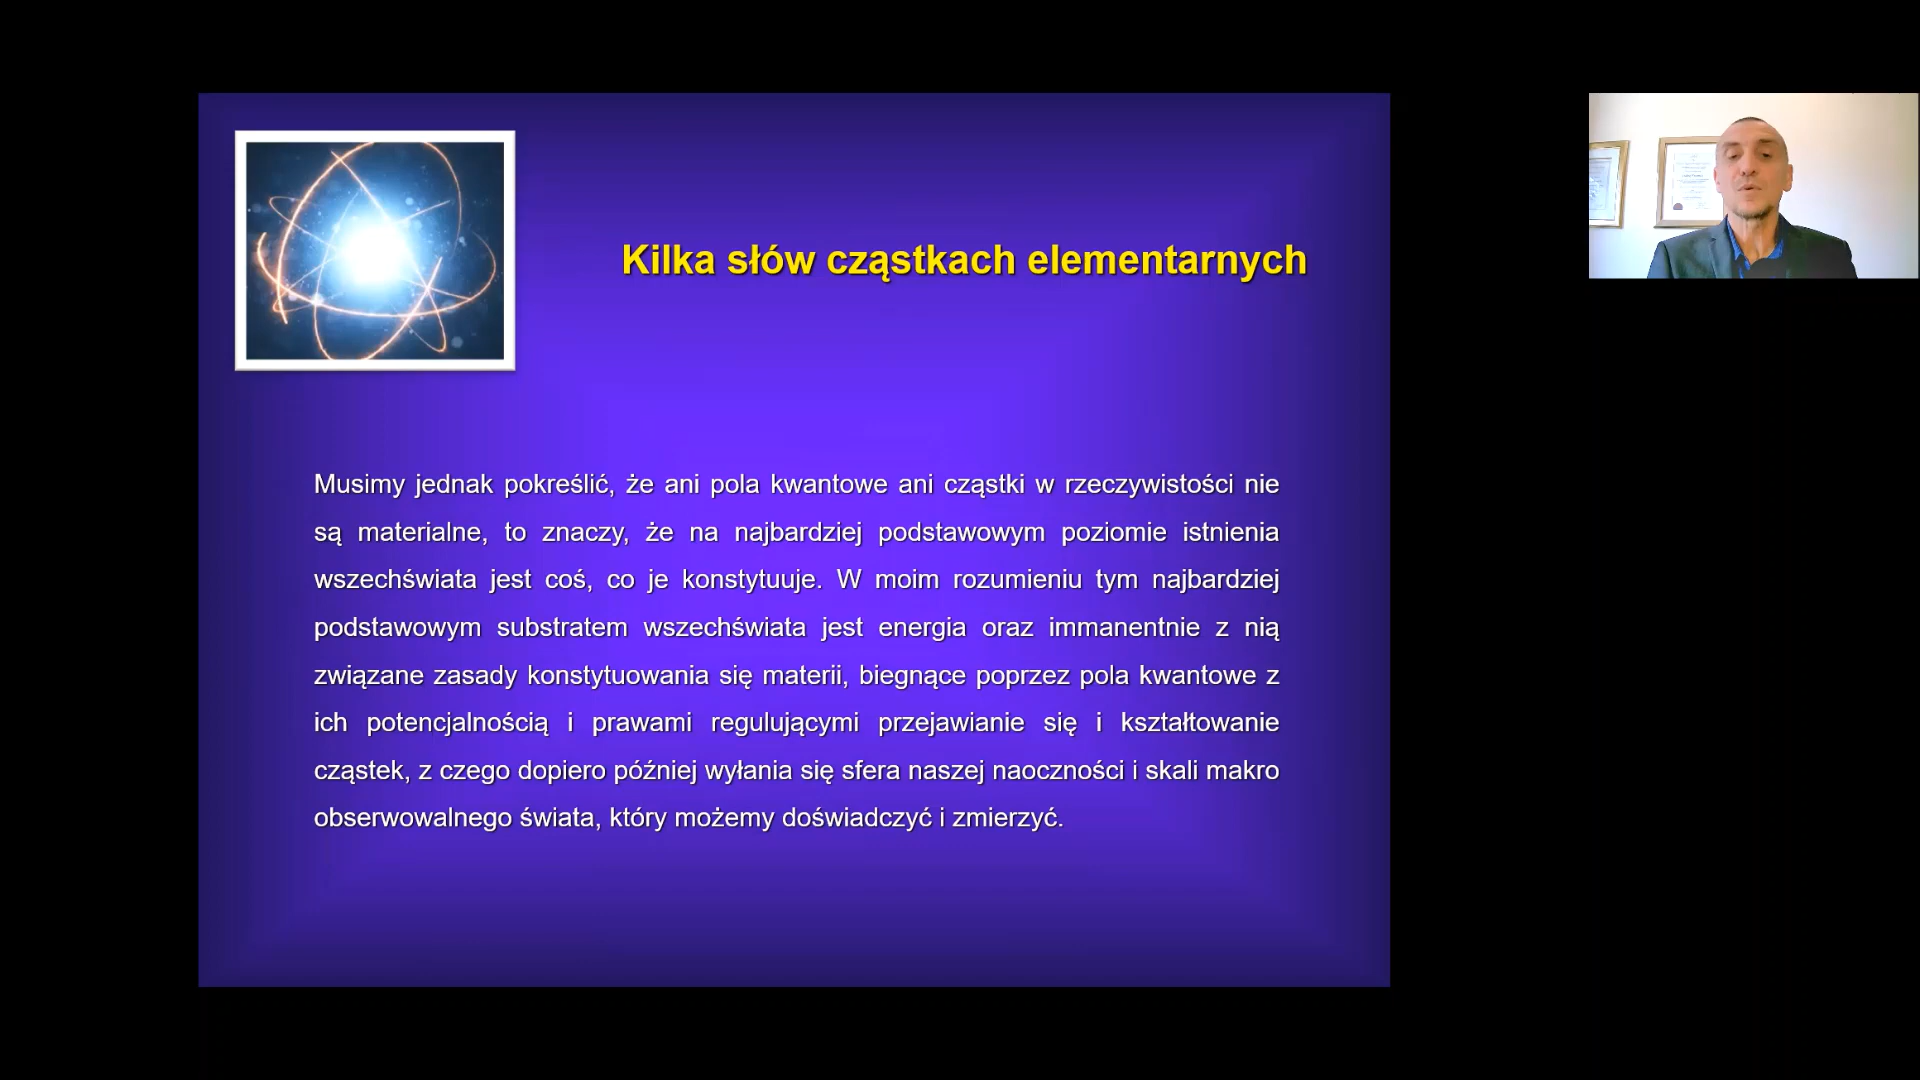 Kilka słów cząstkach elementarnych
Musimy jednak pokreślić, że ani pola kwantowe ani cząstki w rzeczywistości nie
są materialne, to znaczy, że na najbardziej podstawowym poziomie istnienia
wszechświata jest coś, co je konstytuuje. W moim rozumieniu tym najbardziej
podstawowym substratem wszechświata jest energia oraz immanentnie z nią
związane zasady konstytuowania się materii, biegnące poprzez pola kwantowe z
ich potencjalnością i prawami regulującymi przejawianie się i kształtowanie
cząstek, z czego dopiero później wyłania się sfera naszej naoczności i skali makro
obserwowalnego świata, który możemy doświadczyć i zmierzyć.